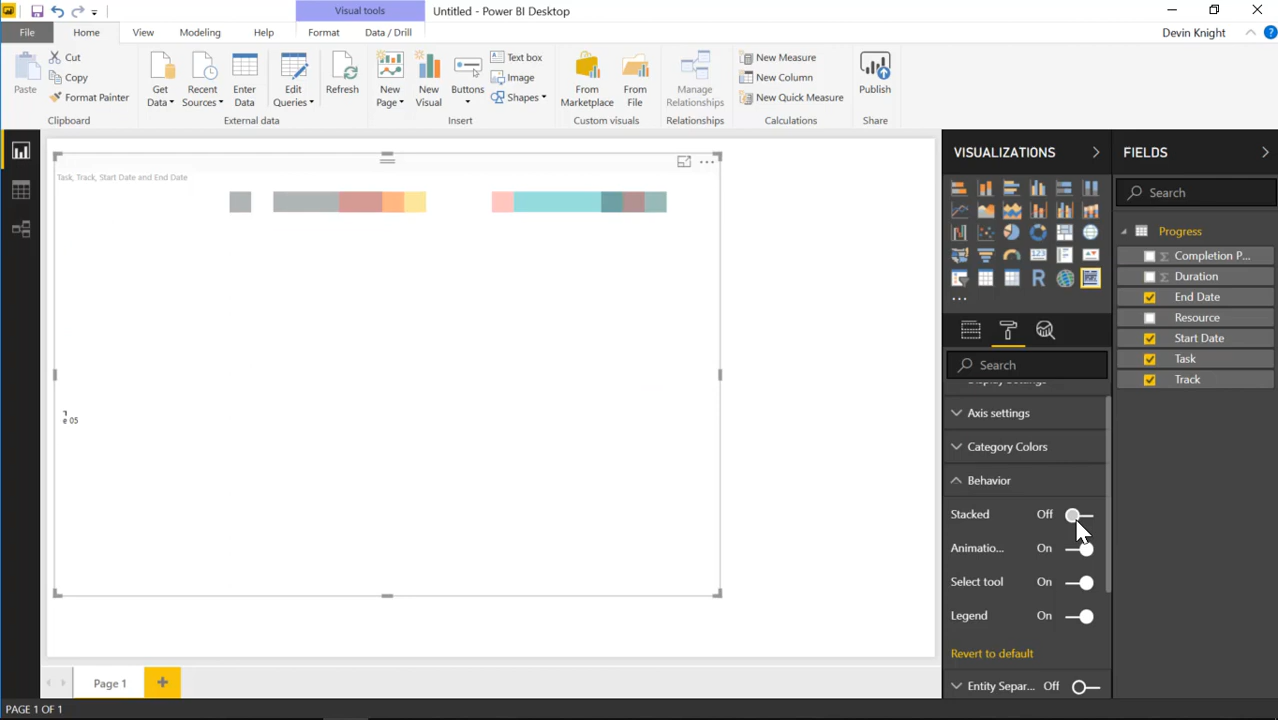 Visual tools
Untitled - Power BI Desktop
File
Home
View
Modeling
Help
Format
Data / Drill
Devin Knight
?
Paste
Cut
Copy
Format Painter
Clipboard
Get Data
Recent Sources
Enter Data
Edit Queries
Refresh
External data
New Page
New Visual
Buttons
Text box
Image
Shapes
Insert
From Marketplace
From File
Custom visuals
Manage Relationships
Relationships
New Measure
New Column
New Quick Measure
Calculations
Publish
Share
Task, Track, Start Date and End Date
e 05
VISUALIZATIONS
R
Search
Display Settings
Axis settings
Category Colors
Behavior
Stacked Off
Animatio... On
Select tool On
Legend On
Revert to default
Entity Separ... Off
FIELDS
Search
Progress
Σ Completion P...
Σ Duration
End Date
Resource
Start Date
Task
Track
Page 1
PAGE 1 OF 1